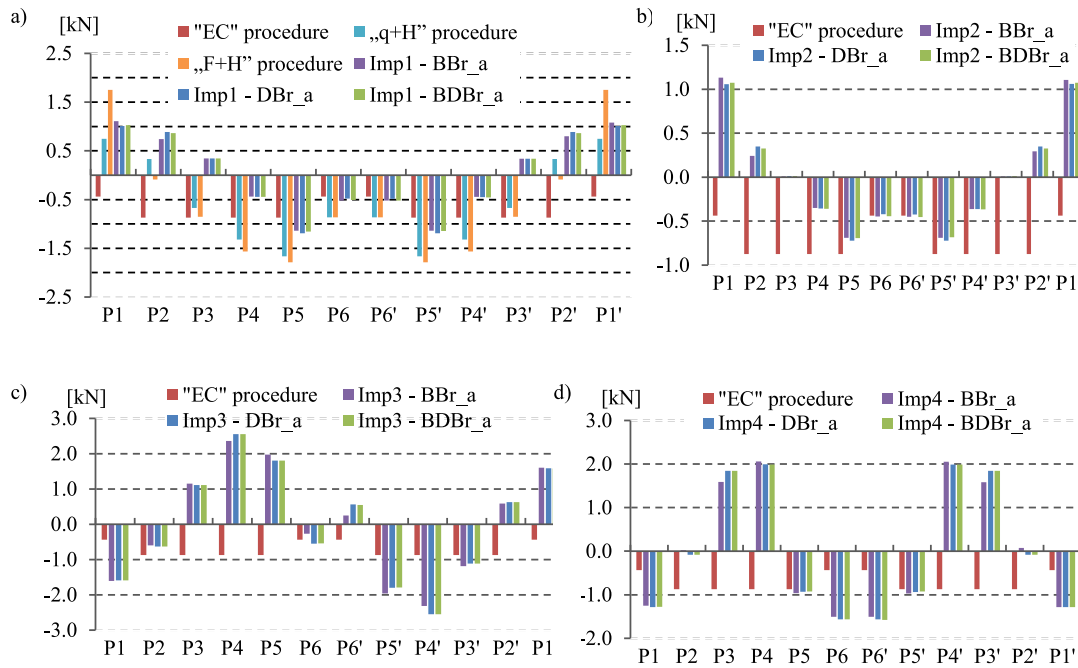 a) [kN]
"EC" procedure „q+H” procedure
„F+H” procedure Imp1 - BBr_a
Imp1 - DBr_a Imp1 - BDBr_a
2.5
1.5
0.5
-0.5
-1.5
-2.5
P1 P2 P3 P4 P5 P6 P6' P5' P4' P3' P2' P1'
b) [kN]
"EC" procedure Imp2 - BBr_a
Imp2 - DBr_a Imp2 - BDBr_a
1.5
1.0
0.5
0.0
-0.5
-1.0
P1 P2 P3 P4 P5 P6 P6' P5' P4' P3' P2' P1
c) [kN]
"EC" procedure Imp3 - BBr_a
Imp3 - DBr_a Imp3 - BDBr_a
3.0
2.0
1.0
0.0
-1.0
-2.0
-3.0
P1 P2 P3 P4 P5 P6 P6' P5' P4' P3' P2' P1
d) [kN]
"EC" procedure Imp4 - BBr_a
Imp4 - DBr_a Imp4 - BDBr_a
3.0
2.0
1.0
0.0
-1.0
-2.0
P1 P2 P3 P4 P5 P6 P6' P5' P4' P3' P2' P1'